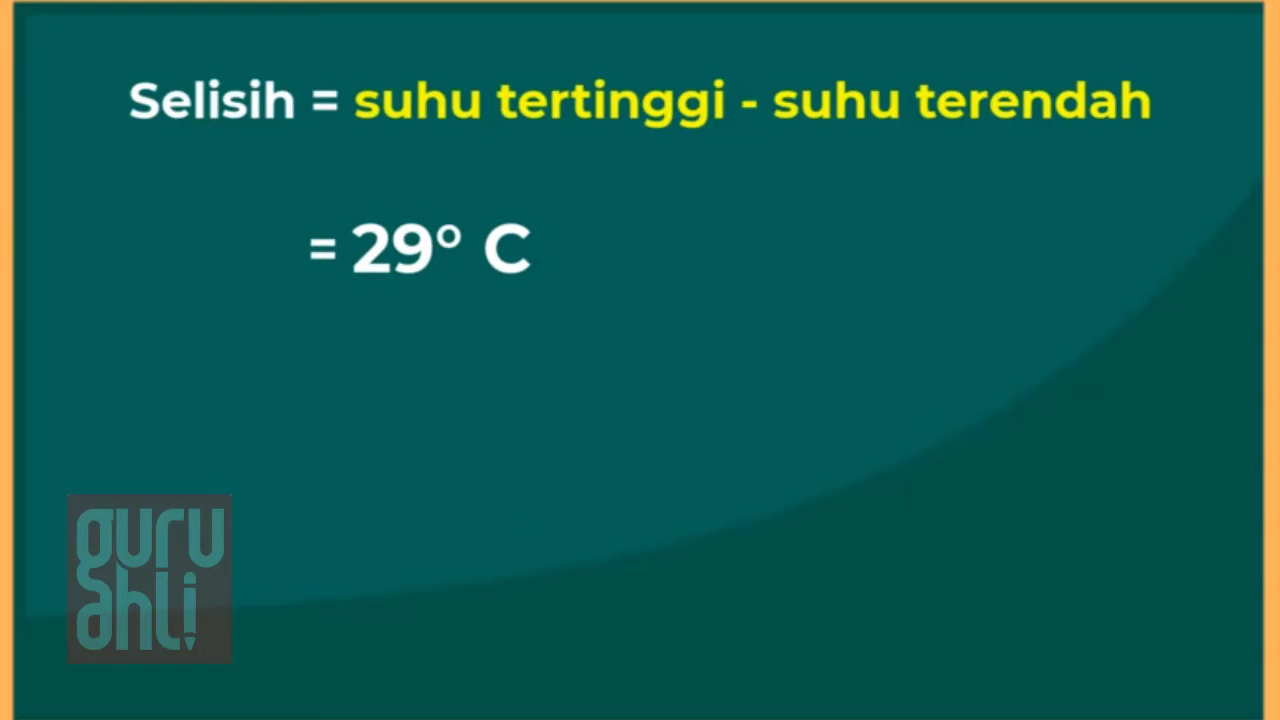 Selisih = suhu tertinggi - suhu terendah
= 29° C
guru
ahli